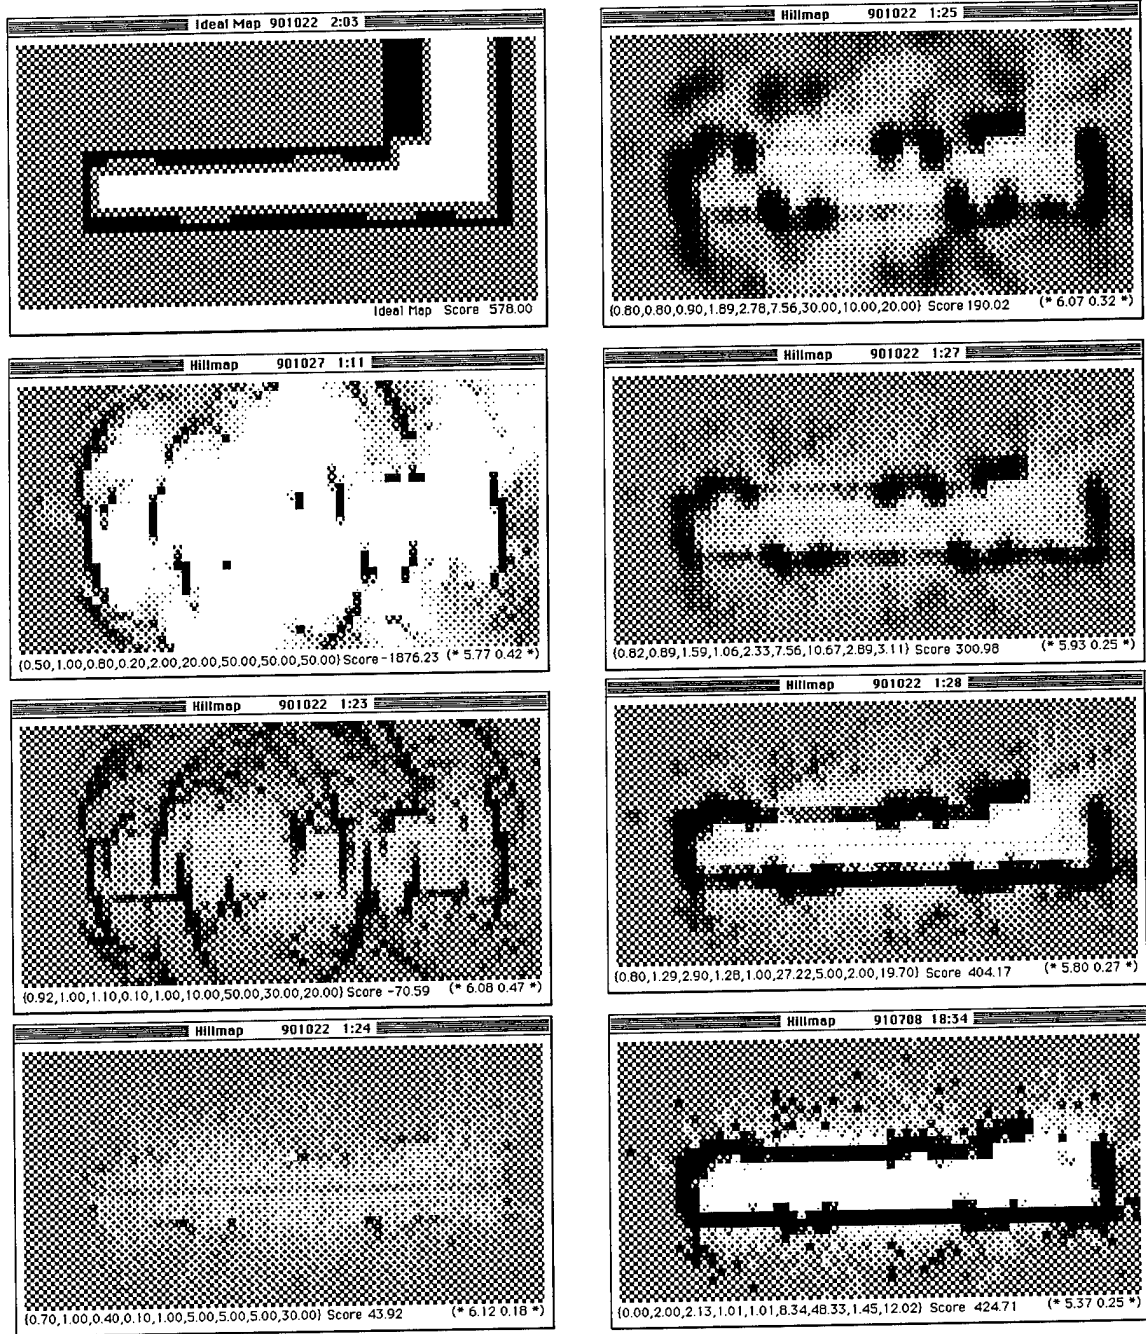 Ideal Map 901022 2:03
Ideal Map Score 578.00
Hillmap 901027 1:11
{0.50,1.00,0.80,0.20,2.00,20.00,50.00,50.00,50.00} Score -1876.23 (* 5.77 0.42 *)
Hillmap 901022 1:23
{0.92,1.00,1.10,0.10,1.00,10.00,50.00,30.00,20.00} Score -70.59 (* 6.08 0.47 *)
Hillmap 901022 1:24
{0.70,1.00,0.40,0.10,1.00,5.00,5.00,5.00,30.00} Score 43.92 (* 6.12 0.18 *)
Hillmap 901022 1:25
{0.80,0.80,0.90,1.89,2.78,7.56,30.00,10.00,20.00} Score 190.02 (* 6.07 0.32 *)
Hillmap 901022 1:27
{0.82,0.89,1.59,1.06,2.33,7.56,10.67,2.89,3.11} Score 300.98 (* 5.93 0.25 *)
Hillmap 901022 1:28
{0.80,1.29,2.90,1.28,1.00,27.22,5.00,2.00,19.70} Score 404.17 (* 5.80 0.27 *)
Hillmap 910708 18:34
{0.00,2.00,2.13,1.01,1.01,8.34,48.33,1.45,12.02} Score 424.71 (* 5.37 0.25 *)